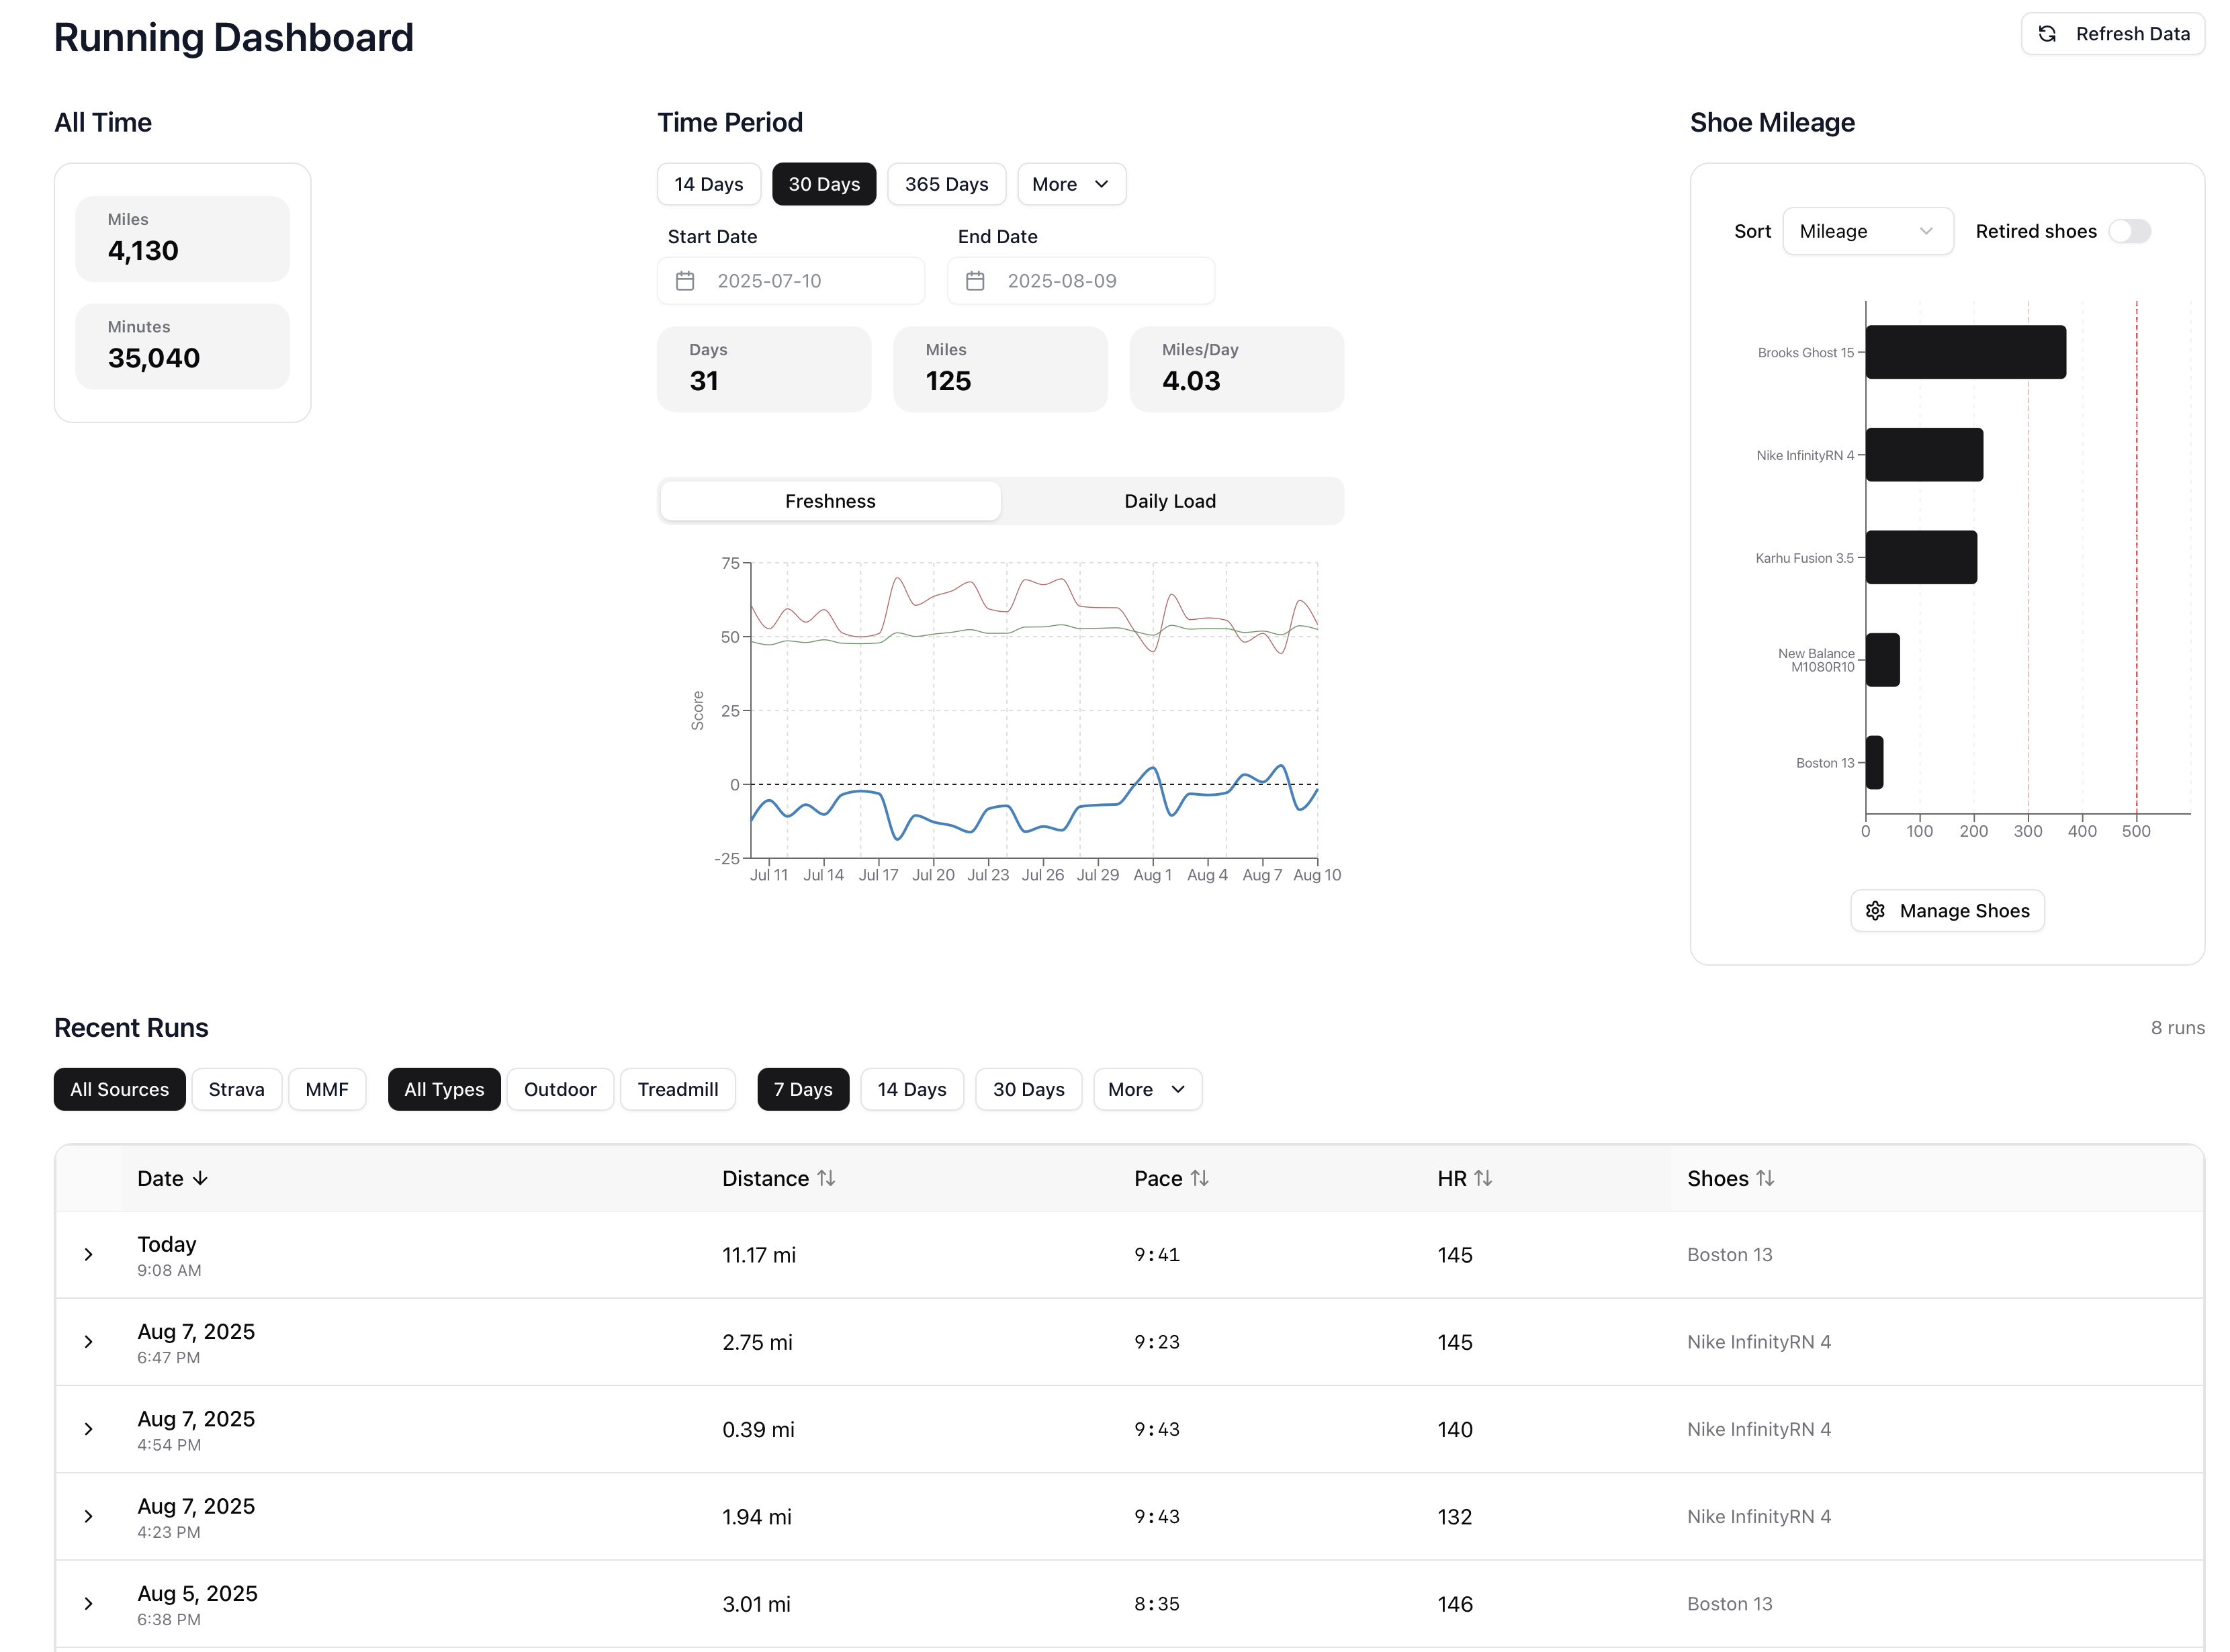 Running Dashboard
Refresh Data
All Time
Miles
4,130
Minutes
35,040
Time Period
14 Days
30 Days
365 Days
More
Start Date
End Date
2025-07-10
2025-08-09
Days
31
Miles
125
Miles/Day
4.03
Freshness
Daily Load
75
50
25
0
-25
Score
Jul 11
Jul 14
Jul 17
Jul 20
Jul 23
Jul 26
Jul 29
Aug 1
Aug 4
Aug 7
Aug 10
Shoe Mileage
Sort
Mileage
Retired shoes
Brooks Ghost 15
Nike InfinityRN 4
Karhu Fusion 3.5
New Balance
M1080R10
Boston 13
0
100
200
300
400
500
Manage Shoes
Recent Runs
8 runs
All Sources
Strava
MMF
All Types
Outdoor
Treadmill
7 Days
14 Days
30 Days
More
Date
Distance
Pace
HR
Shoes
Today
9:08 AM
11.17 mi
9:41
145
Boston 13
Aug 7, 2025
6:47 PM
2.75 mi
9:23
145
Nike InfinityRN 4
Aug 7, 2025
4:54 PM
0.39 mi
9:43
140
Nike InfinityRN 4
Aug 7, 2025
4:23 PM
1.94 mi
9:43
132
Nike InfinityRN 4
Aug 5, 2025
6:38 PM
3.01 mi
8:35
146
Boston 13